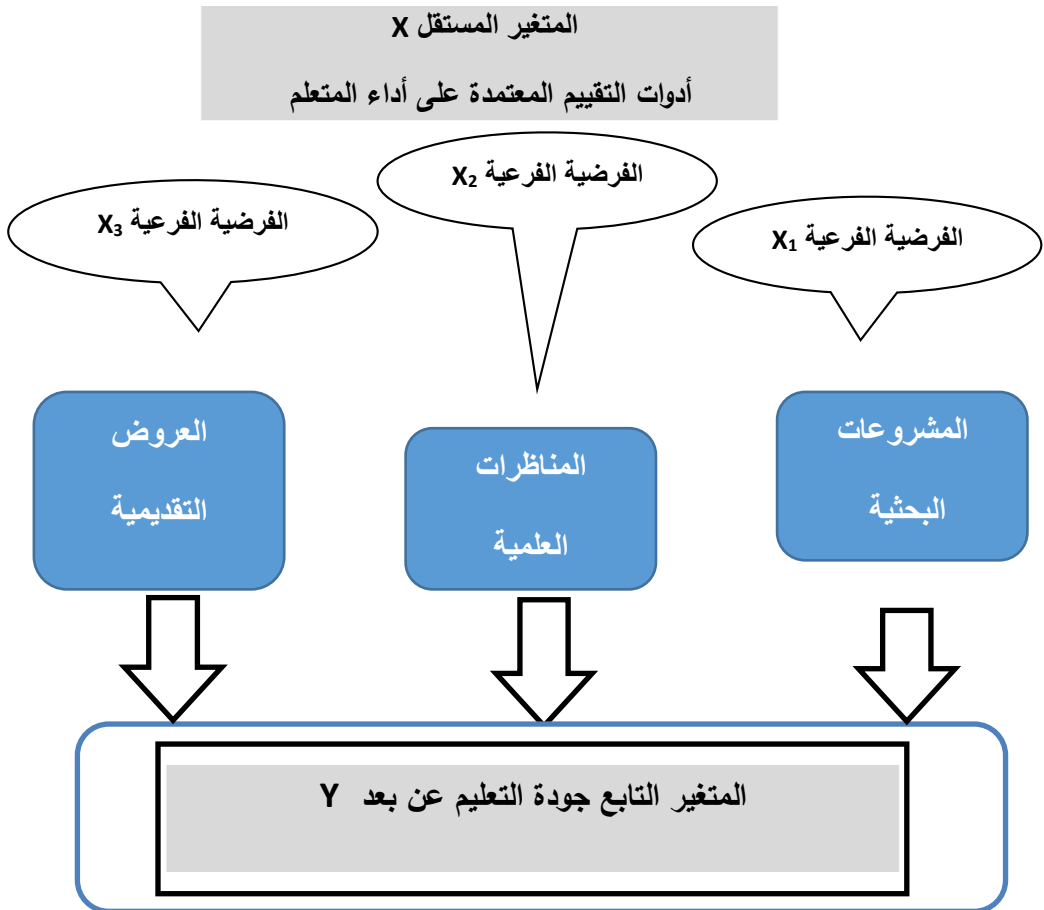 المتغير المستقل X
أدوات التقييم المعتمدة على أداء المتعلم
الفرضية الفرعية X₁
الفرضية الفرعية X₂
الفرضية الفرعية X₃
المشروعات
البحثية
المناظرات
العلمية
العروض
التقديمية
المتغير التابع جودة التعليم عن بعد Y